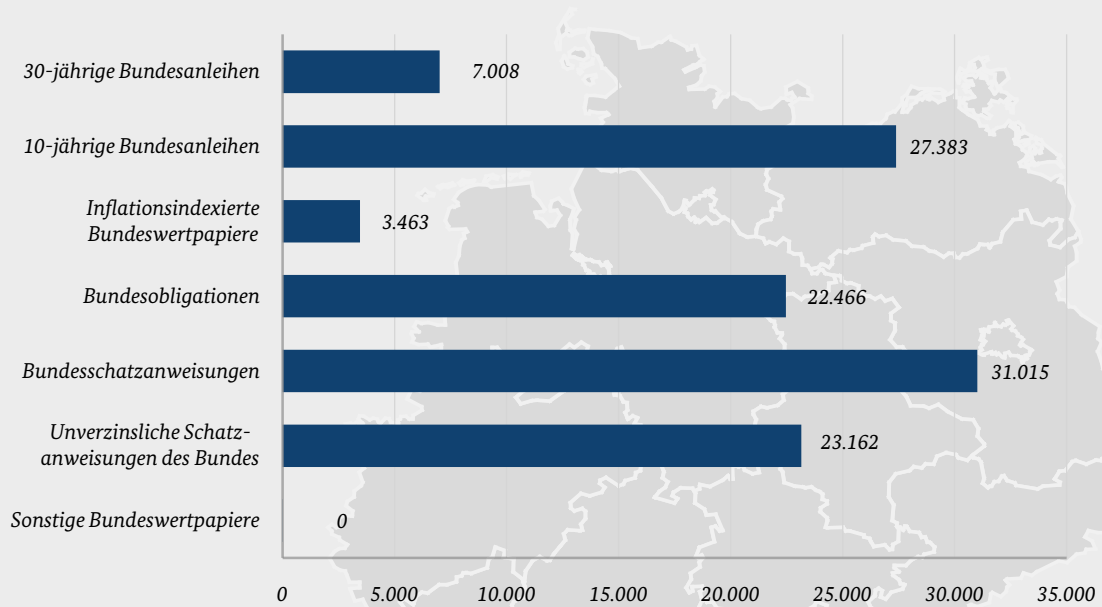 30-jährige Bundesanleihen
7.008
10-jährige Bundesanleihen
27.383
Inflationsindexierte
Bundeswertpapiere
3.463
Bundesobligationen
22.466
Bundesschatzanweisungen
31.015
Unverzinsliche Schatz-
anweisungen des Bundes
23.162
Sonstige Bundeswertpapiere
0
0 5.000 10.000 15.000 20.000 25.000 30.000 35.000